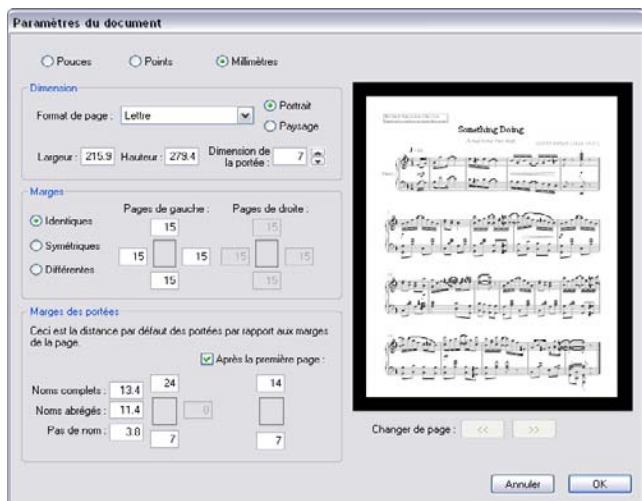 Paramètres du document
Pouces Points Millimètres
Dimension
Format de page : Lettre
Portrait
Paysage
Largeur : 215.9 Hauteur : 279.4 Dimension de la portée : 7
Marges
Pages de gauche : Pages de droite :
Identiques
15 15
Symétriques
15 15 15 15
Différentes
15 15
Marges des portées
Ceci est la distance par défaut des portées par rapport aux marges
de la page.
Après la première page :
24 14
Noms complets : 13.4
Noms abrégés : 11.4 0
Pas de nom : 3.8
7 7
Something Doing
Changer de page : << >>
Annuler OK